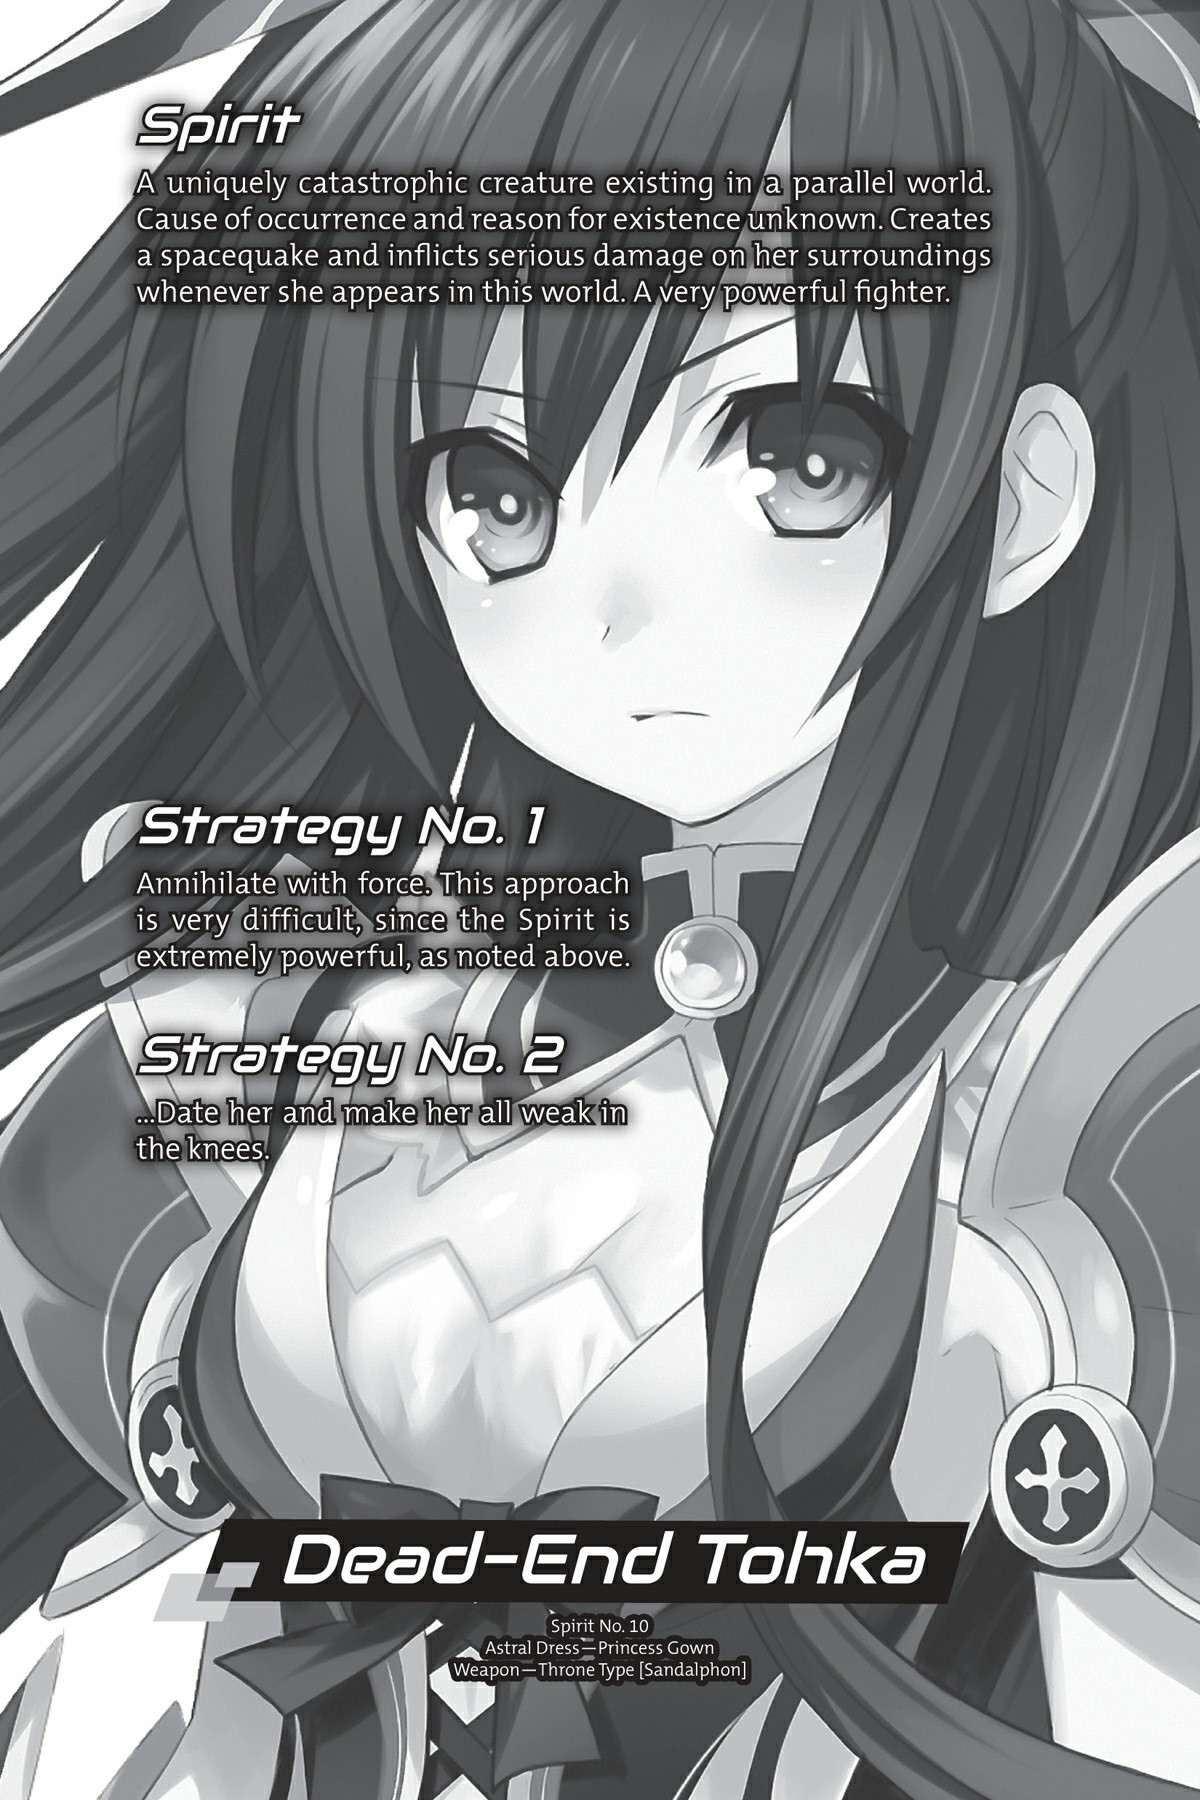 Spirit
A uniquely catastrophic creature existing in a parallel world.
Cause of occurrence and reason for existence unknown. Creates
a spacequake and inflicts serious damage on her surroundings
whenever she appears in this world. A very powerful fighter.
Strategy No. 1
Annihilate with force. This approach
is very difficult, since the Spirit is
extremely powerful, as noted above.
Strategy No. 2
...Date her and make her all weak in
the knees.
Dead-End Tohka
Spirit No. 10
Astral Dress—Princess Gown
Weapon—Throne Type [Sandalphon]